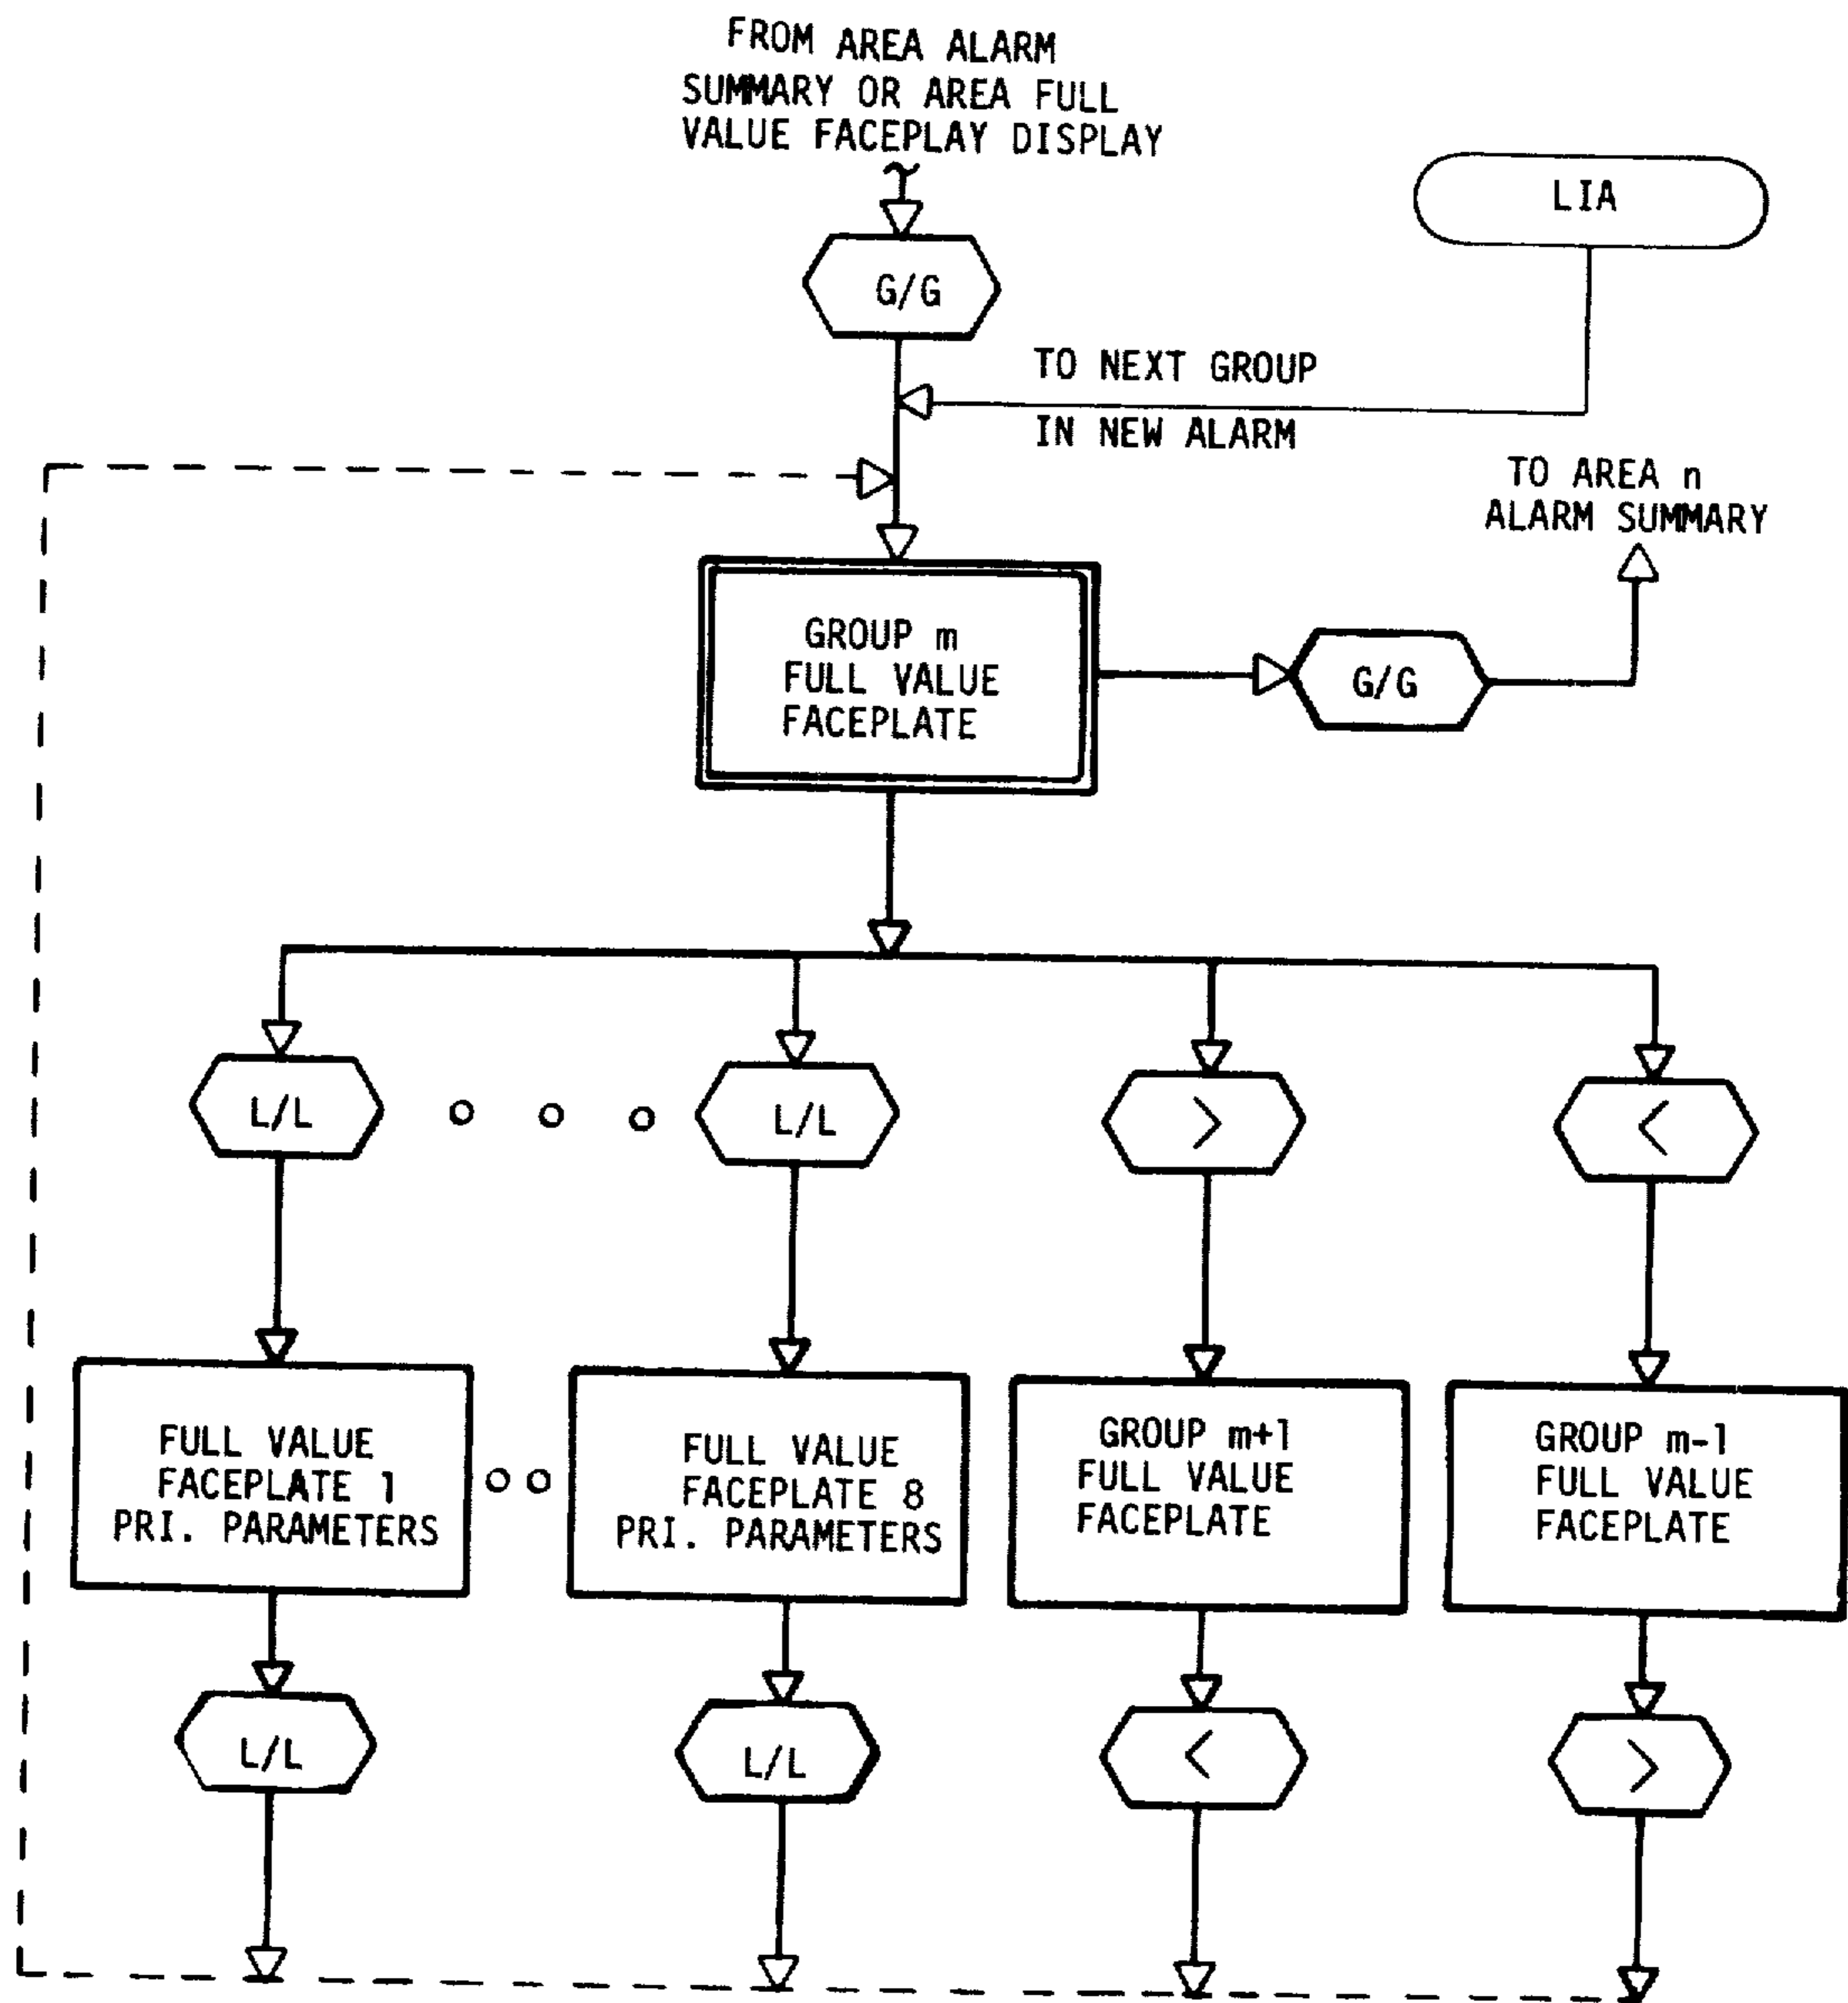 FROM AREA ALARM
SUMMARY OR AREA FULL
VALUE FACEPLAY DISPLAY
LIA
G/G
TO NEXT GROUP
IN NEW ALARM
TO AREA n
ALARM SUMMARY
GROUP m
FULL VALUE
FACEPLATE
G/G
L/L
L/L
>
<
FULL VALUE
FACEPLATE 1
PRI. PARAMETERS
FULL VALUE
FACEPLATE 8
PRI. PARAMETERS
GROUP m+1
FULL VALUE
FACEPLATE
GROUP m-1
FULL VALUE
FACEPLATE
L/L
L/L
<
>